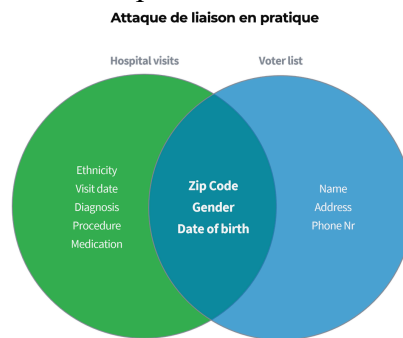 Attaque de liaison en pratique
Hospital visits
Voter list
Ethnicity
Visit date
Diagnosis
Procedure
Medication
Zip Code
Gender
Date of birth
Name
Address
Phone Nr